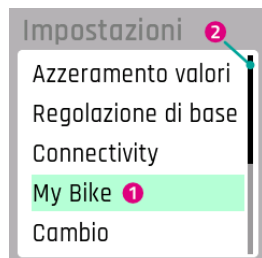 Impostazioni 2
Azzeramento valori
Regolazione di base
Connectivity
My Bike 1
Cambio